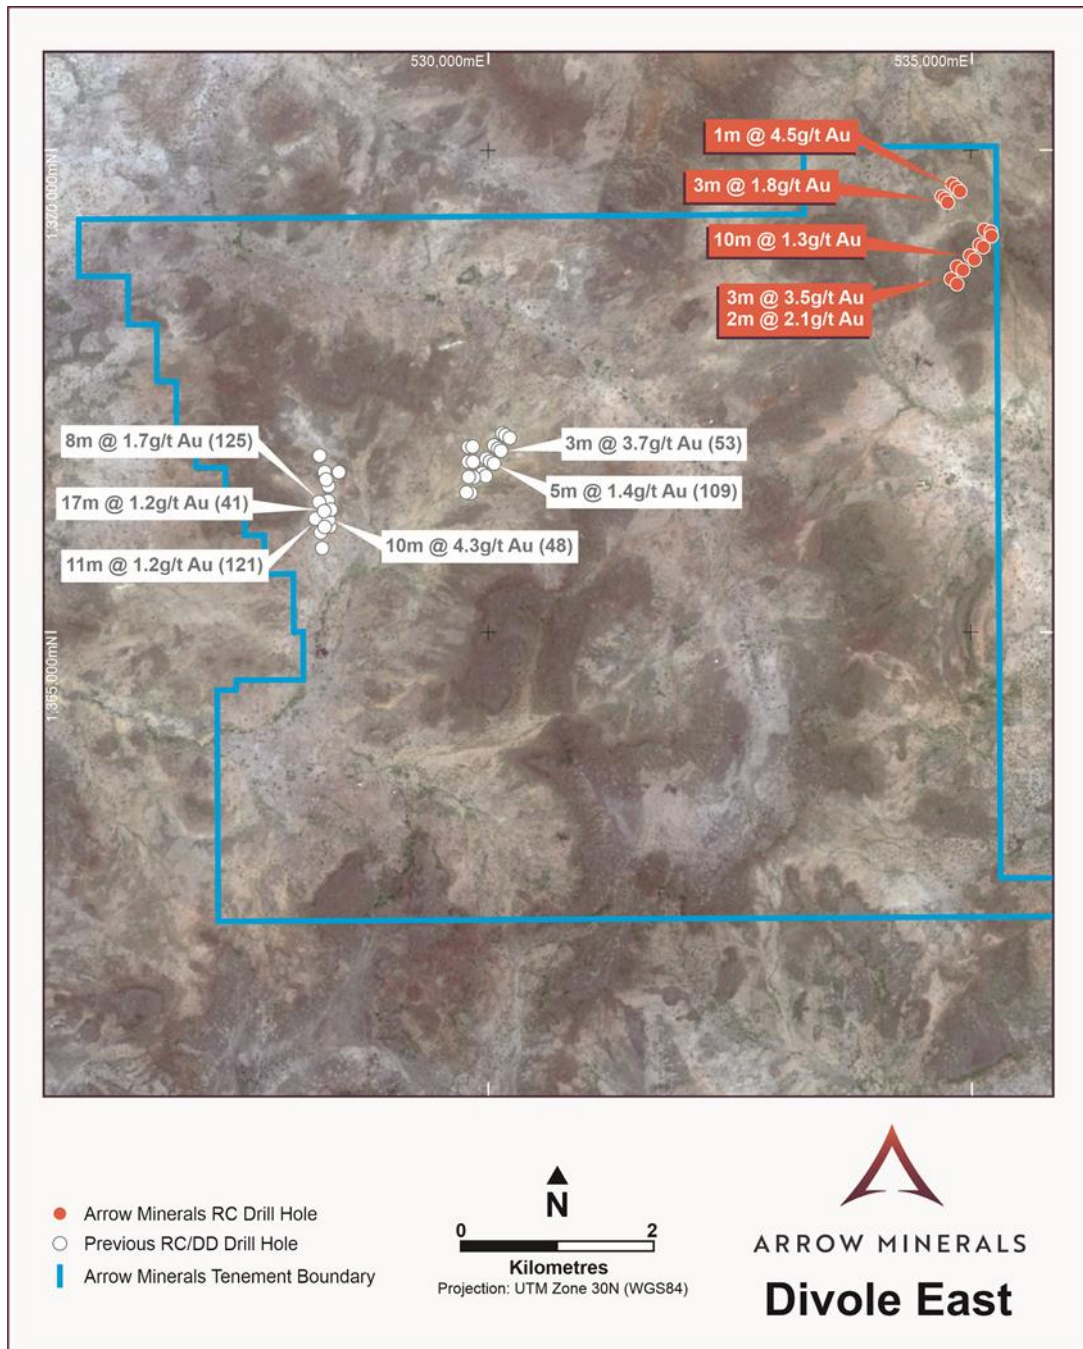 530,000mE
535,000mE
1,370,000mN
1m @ 4.5g/t Au
3m @ 1.8g/t Au
10m @ 1.3g/t Au
3m @ 3.5g/t Au
2m @ 2.1g/t Au
8m @ 1.7g/t Au (125)
3m @ 3.7g/t Au (53)
5m @ 1.4g/t Au (109)
17m @ 1.2g/t Au (41)
10m @ 4.3g/t Au (48)
11m @ 1.2g/t Au (121)
1,365,000mN
Arrow Minerals RC Drill Hole
Previous RC/DD Drill Hole
Arrow Minerals Tenement Boundary
N
0 2
Kilometres
Projection: UTM Zone 30N (WGS84)
ARROW MINERALS
Divole East